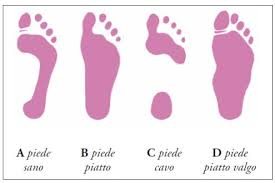 A piede
sano
B piede
piatto
C piede
cavo
D piede
piatto valgo